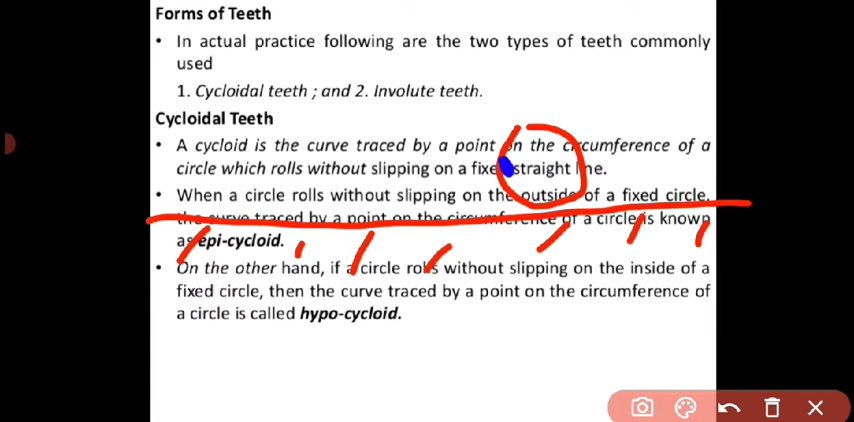 Forms of Teeth
• In actual practice following are the two types of teeth commonly
used
1. Cycloidal teeth ; and 2. Involute teeth.
Cycloidal Teeth
• A cycloid is the curve traced by a point on the circumference of a
circle which rolls without slipping on a fixed straight line.
• When a circle rolls without slipping on the outside of a fixed circle,
the curve traced by a point on the circumference of a circle is known
as epi-cycloid.
• On the other hand, if a circle rolls without slipping on the inside of a
fixed circle, then the curve traced by a point on the circumference of
a circle is called hypo-cycloid.